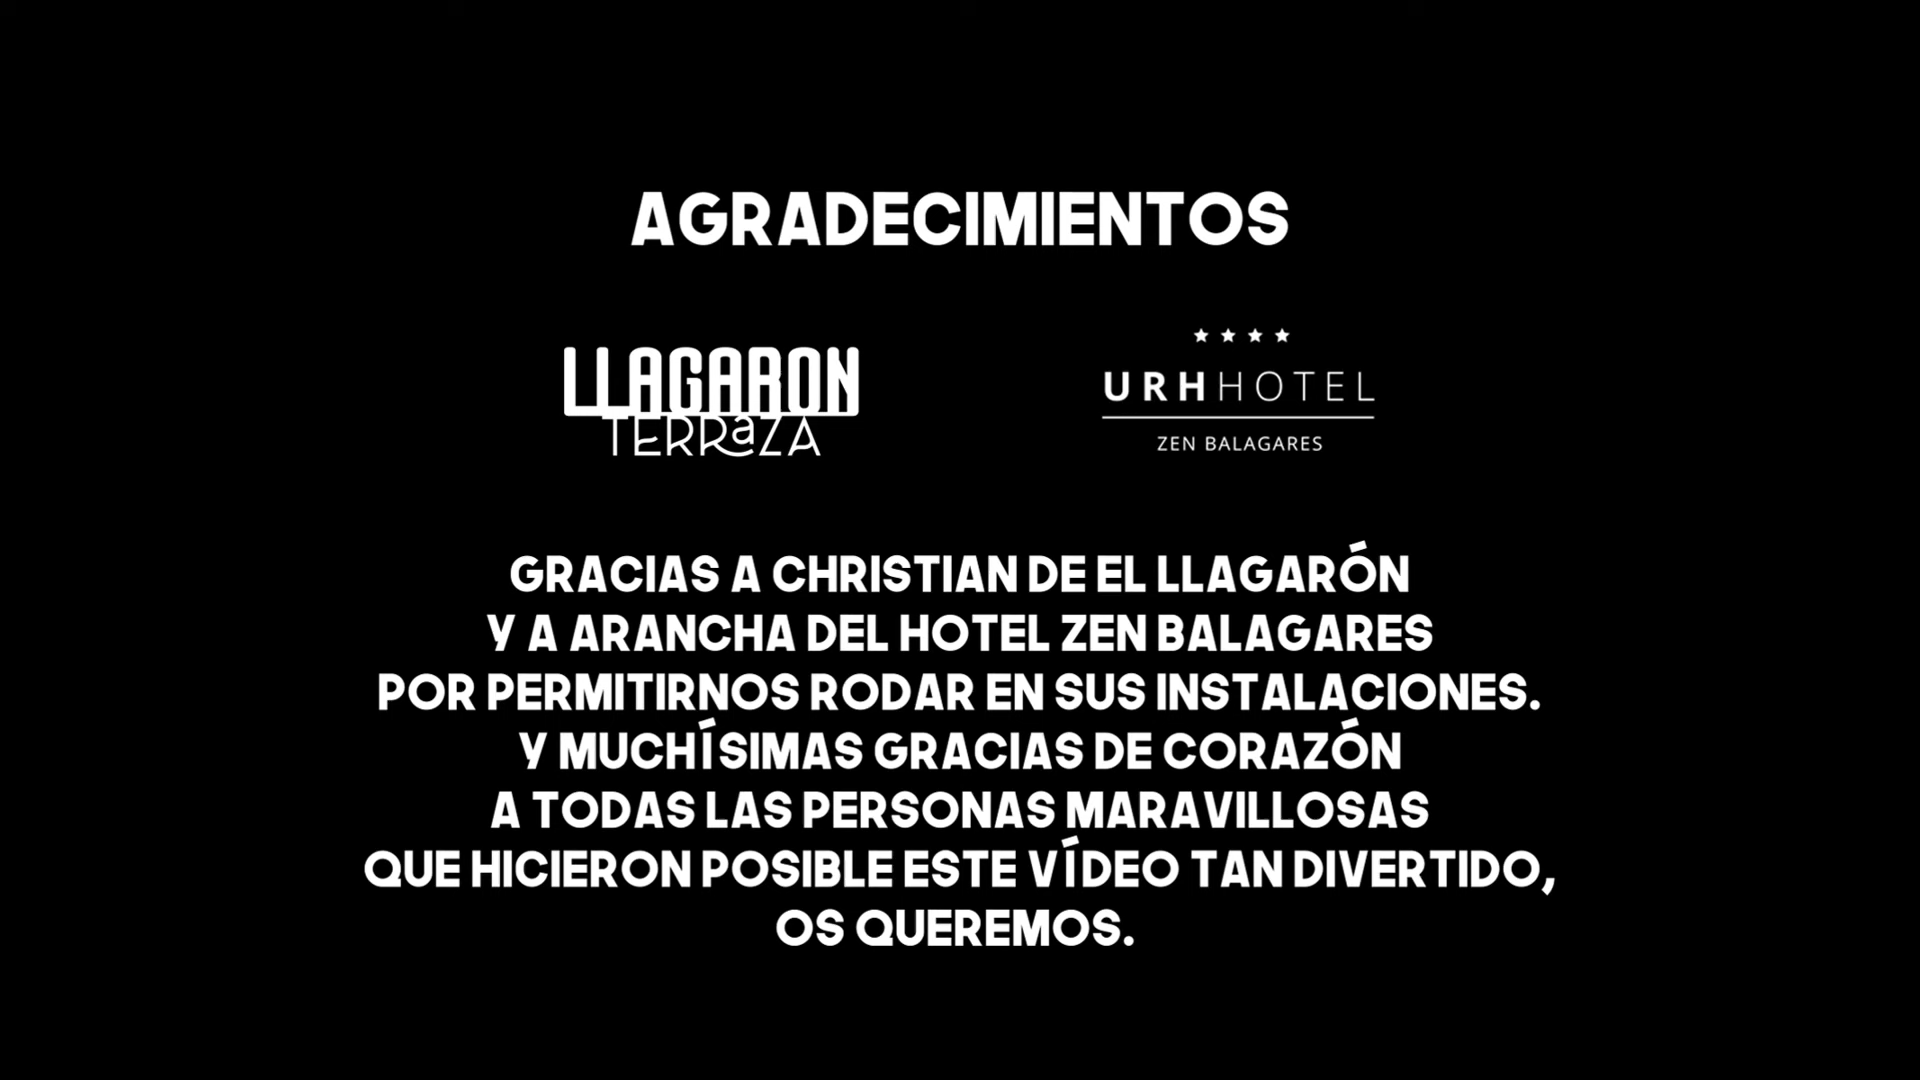 AGRADECIMIENTOS
LLAGARON
TERRaZA
★★★★
URHHOTEL
ZEN BALAGARES
GRACIAS A CHRISTIAN DE EL LLAGARÓN
Y A ARANCHA DEL HOTEL ZEN BALAGARES
POR PERMITIRNOS RODAR EN SUS INSTALACIONES.
Y MUCHÍSIMAS GRACIAS DE CORAZÓN
A TODAS LAS PERSONAS MARAVILLOSAS
QUE HICIERON POSIBLE ESTE VÍDEO TAN DIVERTIDO,
OS QUEREMOS.